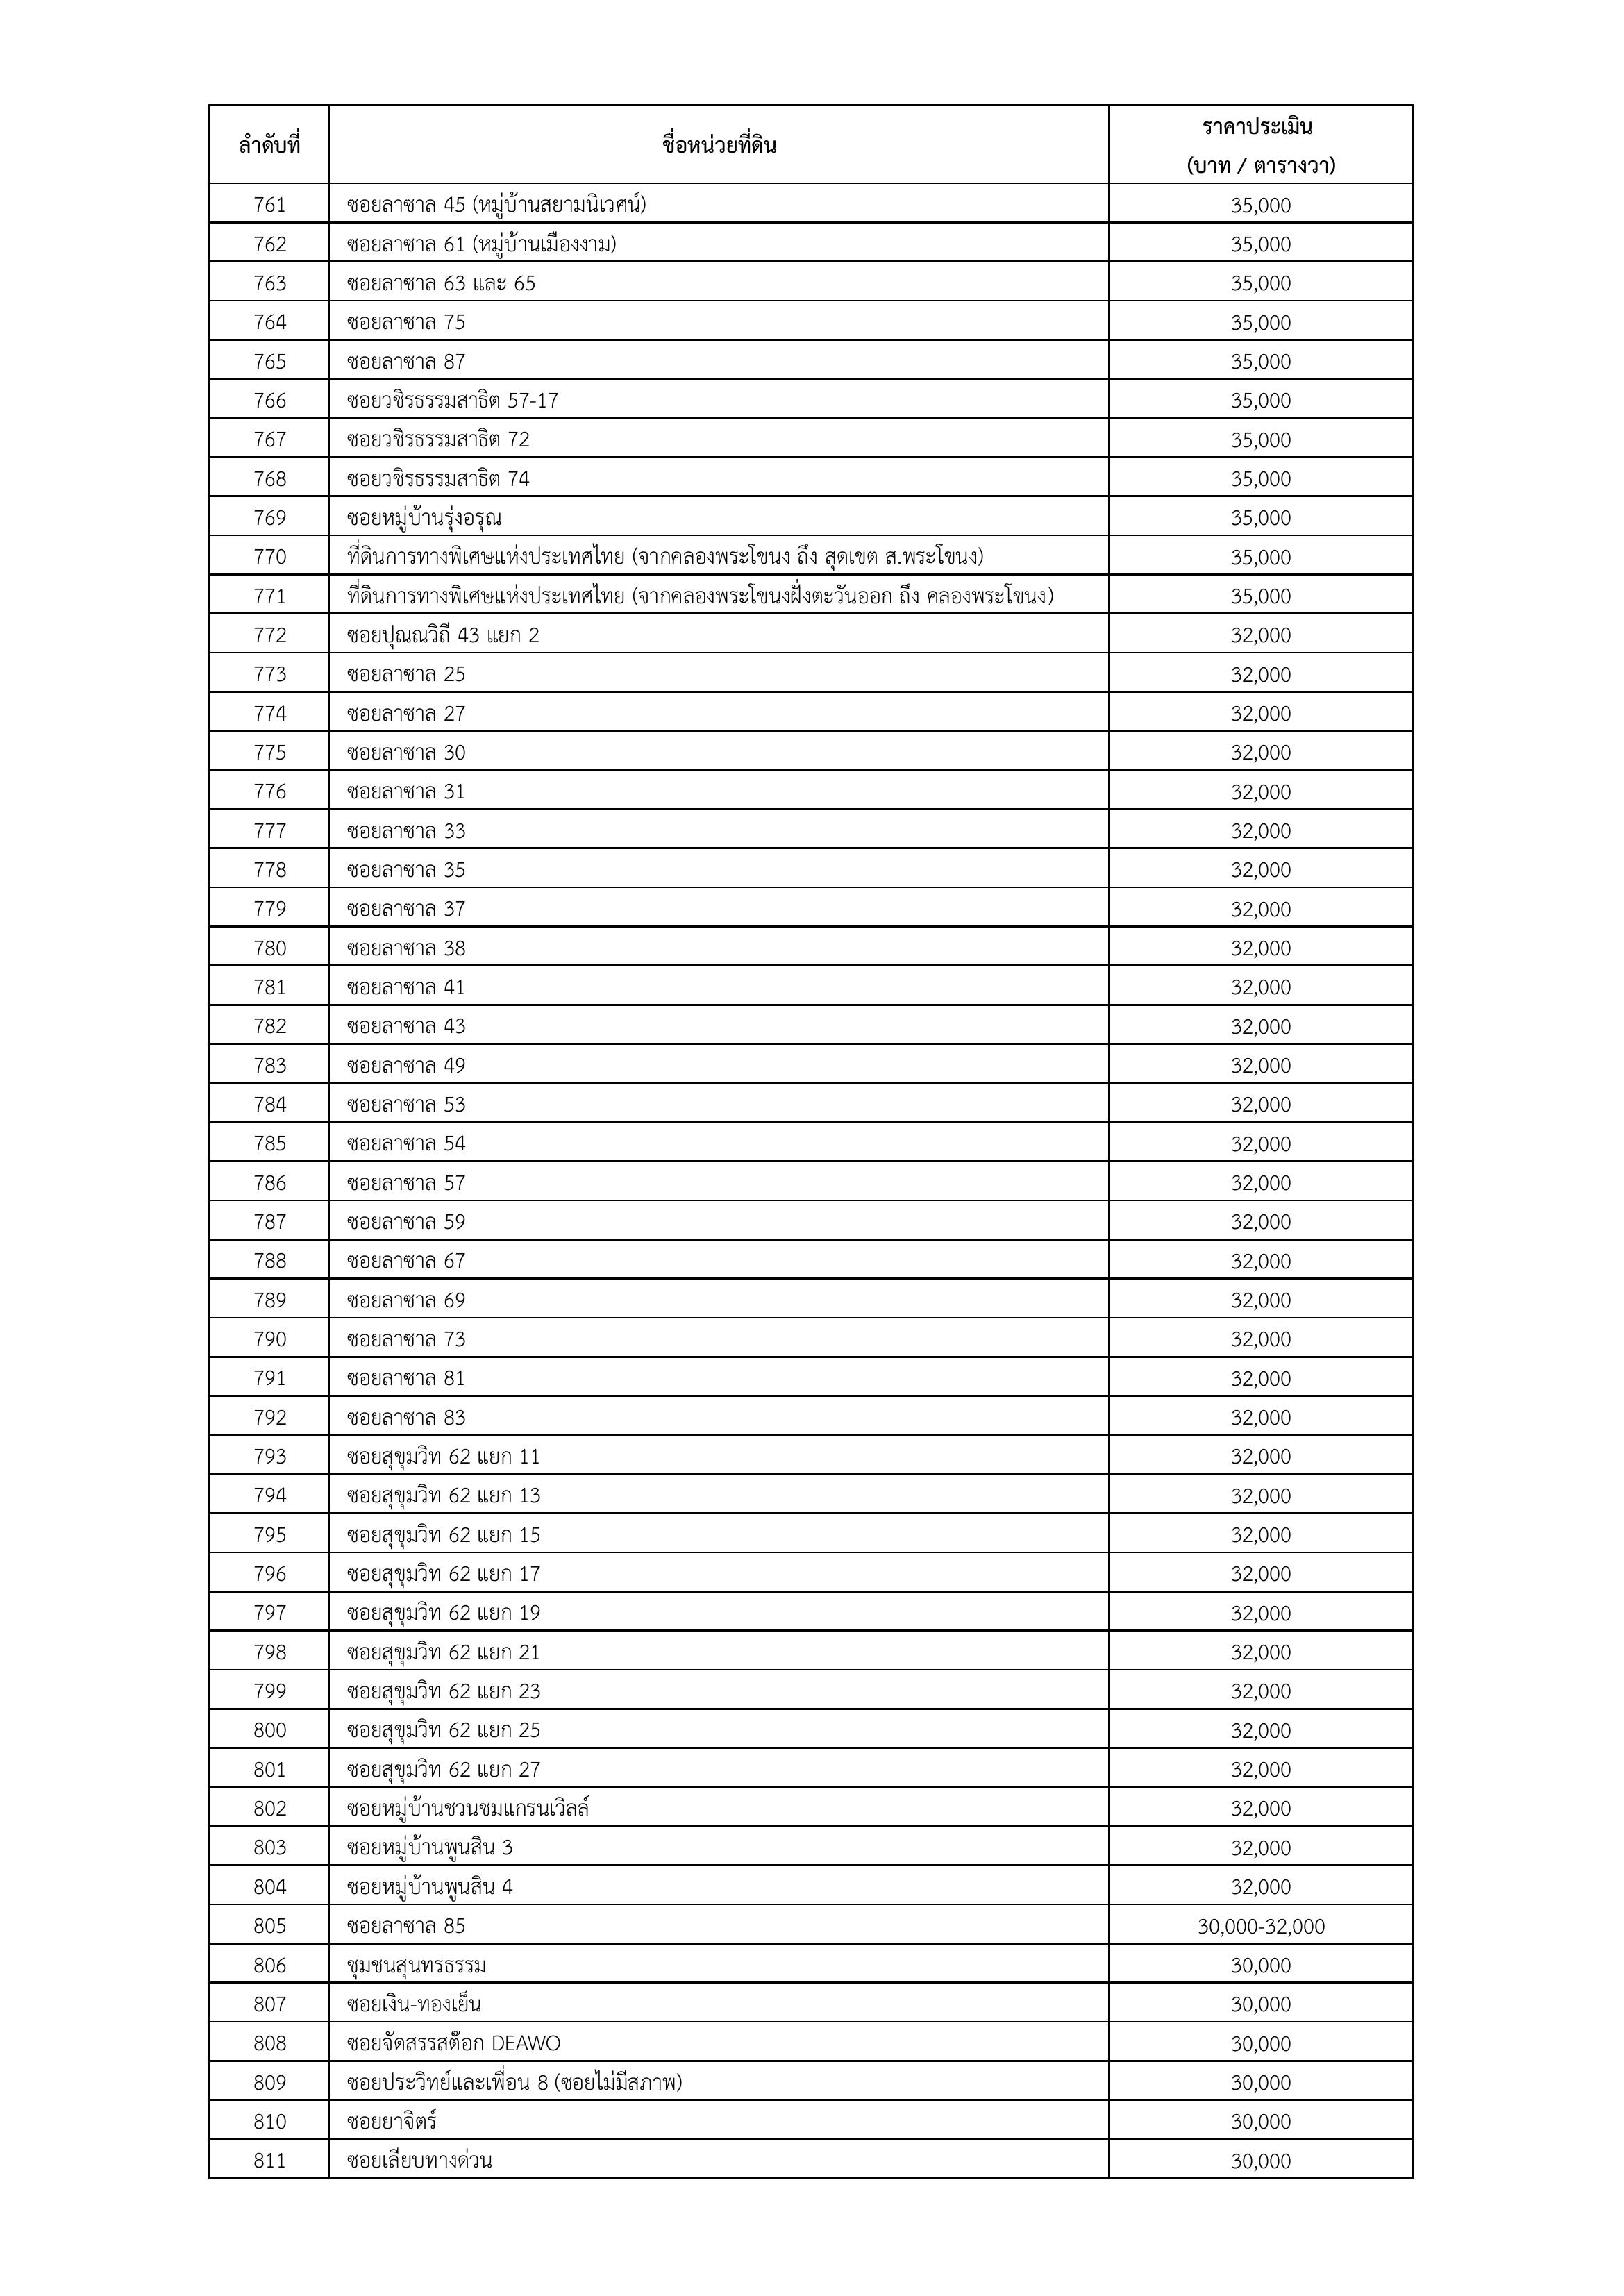 ลำดับที่ ชื่อหน่วยที่ดิน ราคาประเมิน
(บาท / ตารางวา)
761 ซอยลาซาล 45 (หมู่บ้านสยามนิเวศน์) 35,000
762 ซอยลาซาล 61 (หมู่บ้านเมืองงาม) 35,000
763 ซอยลาซาล 63 และ 65 35,000
764 ซอยลาซาล 75 35,000
765 ซอยลาซาล 87 35,000
766 ซอยวชิรธรรมสาธิต 57-17 35,000
767 ซอยวชิรธรรมสาธิต 72 35,000
768 ซอยวชิรธรรมสาธิต 74 35,000
769 ซอยหมู่บ้านรุ่งอรุณ 35,000
770 ที่ดินการทางพิเศษแห่งประเทศไทย (จากคลองพระโขนง ถึง สุดเขต ส.พระโขนง) 35,000
771 ที่ดินการทางพิเศษแห่งประเทศไทย (จากคลองพระโขนงฝั่งตะวันออก ถึง คลองพระโขนง) 35,000
772 ซอยปุณณวิถี 43 แยก 2 32,000
773 ซอยลาซาล 25 32,000
774 ซอยลาซาล 27 32,000
775 ซอยลาซาล 30 32,000
776 ซอยลาซาล 31 32,000
777 ซอยลาซาล 33 32,000
778 ซอยลาซาล 35 32,000
779 ซอยลาซาล 37 32,000
780 ซอยลาซาล 38 32,000
781 ซอยลาซาล 41 32,000
782 ซอยลาซาล 43 32,000
783 ซอยลาซาล 49 32,000
784 ซอยลาซาล 53 32,000
785 ซอยลาซาล 54 32,000
786 ซอยลาซาล 57 32,000
787 ซอยลาซาล 59 32,000
788 ซอยลาซาล 67 32,000
789 ซอยลาซาล 69 32,000
790 ซอยลาซาล 73 32,000
791 ซอยลาซาล 81 32,000
792 ซอยลาซาล 83 32,000
793 ซอยสุขุมวิท 62 แยก 11 32,000
794 ซอยสุขุมวิท 62 แยก 13 32,000
795 ซอยสุขุมวิท 62 แยก 15 32,000
796 ซอยสุขุมวิท 62 แยก 17 32,000
797 ซอยสุขุมวิท 62 แยก 19 32,000
798 ซอยสุขุมวิท 62 แยก 21 32,000
799 ซอยสุขุมวิท 62 แยก 23 32,000
800 ซอยสุขุมวิท 62 แยก 25 32,000
801 ซอยสุขุมวิท 62 แยก 27 32,000
802 ซอยหมู่บ้านชวนชมแกรนเวิลล์ 32,000
803 ซอยหมู่บ้านพูนสิน 3 32,000
804 ซอยหมู่บ้านพูนสิน 4 32,000
805 ซอยลาซาล 85 30,000-32,000
806 ชุมชนสุนทรธรรม 30,000
807 ซอยเงิน-ทองเย็น 30,000
808 ซอยจัดสรรสต๊อก DEAWO 30,000
809 ซอยประวิทย์และเพื่อน 8 (ซอยไม่มีสภาพ) 30,000
810 ซอยยาจิตร์ 30,000
811 ซอยเลียบทางด่วน 30,000